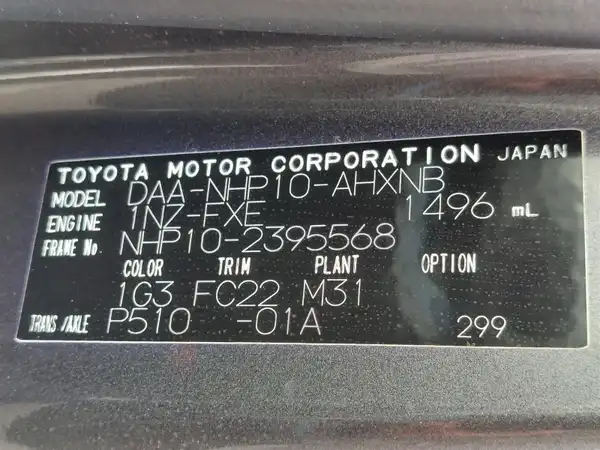 TOYOTA MOTOR CORPORATION JAPAN
MODEL DAA-NHP10-AHXNB
ENGINE 1NZ-FXE 1496 mL
FRAME No. NHP10-2395568
COLOR TRIM PLANT OPTION
1G3 FC22 M31
TRANS/AXLE P510 -01A 299